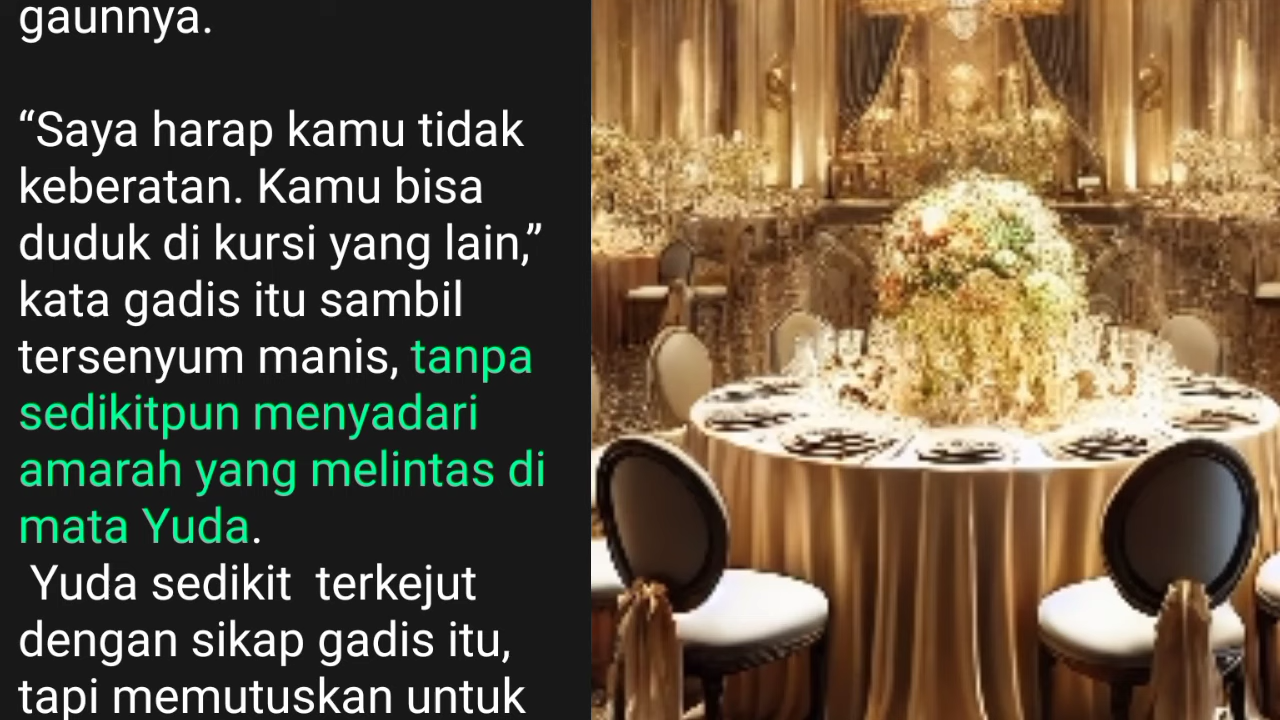 gaunnya.
“Saya harap kamu tidak
keberatan. Kamu bisa
duduk di kursi yang lain,”
kata gadis itu sambil
tersenyum manis, tanpa
sedikitpun menyadari
amarah yang melintas di
mata Yuda.
Yuda sedikit  terkejut
dengan sikap gadis itu,
tapi memutuskan untuk